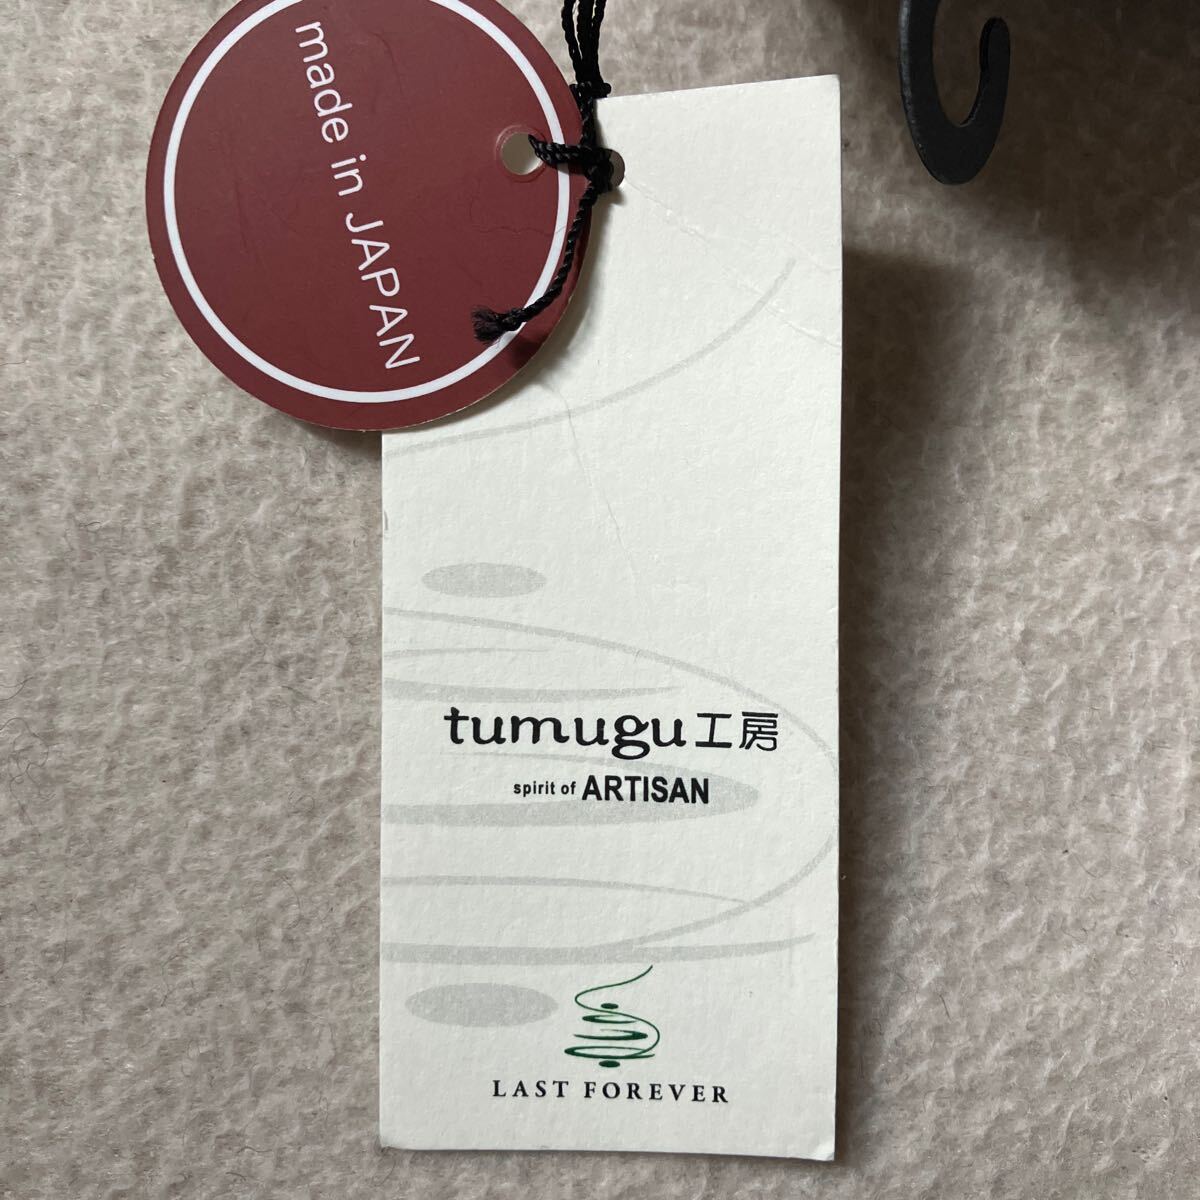 made in JAPAN
tumugu工房
spirit of ARTISAN
LAST FOREVER